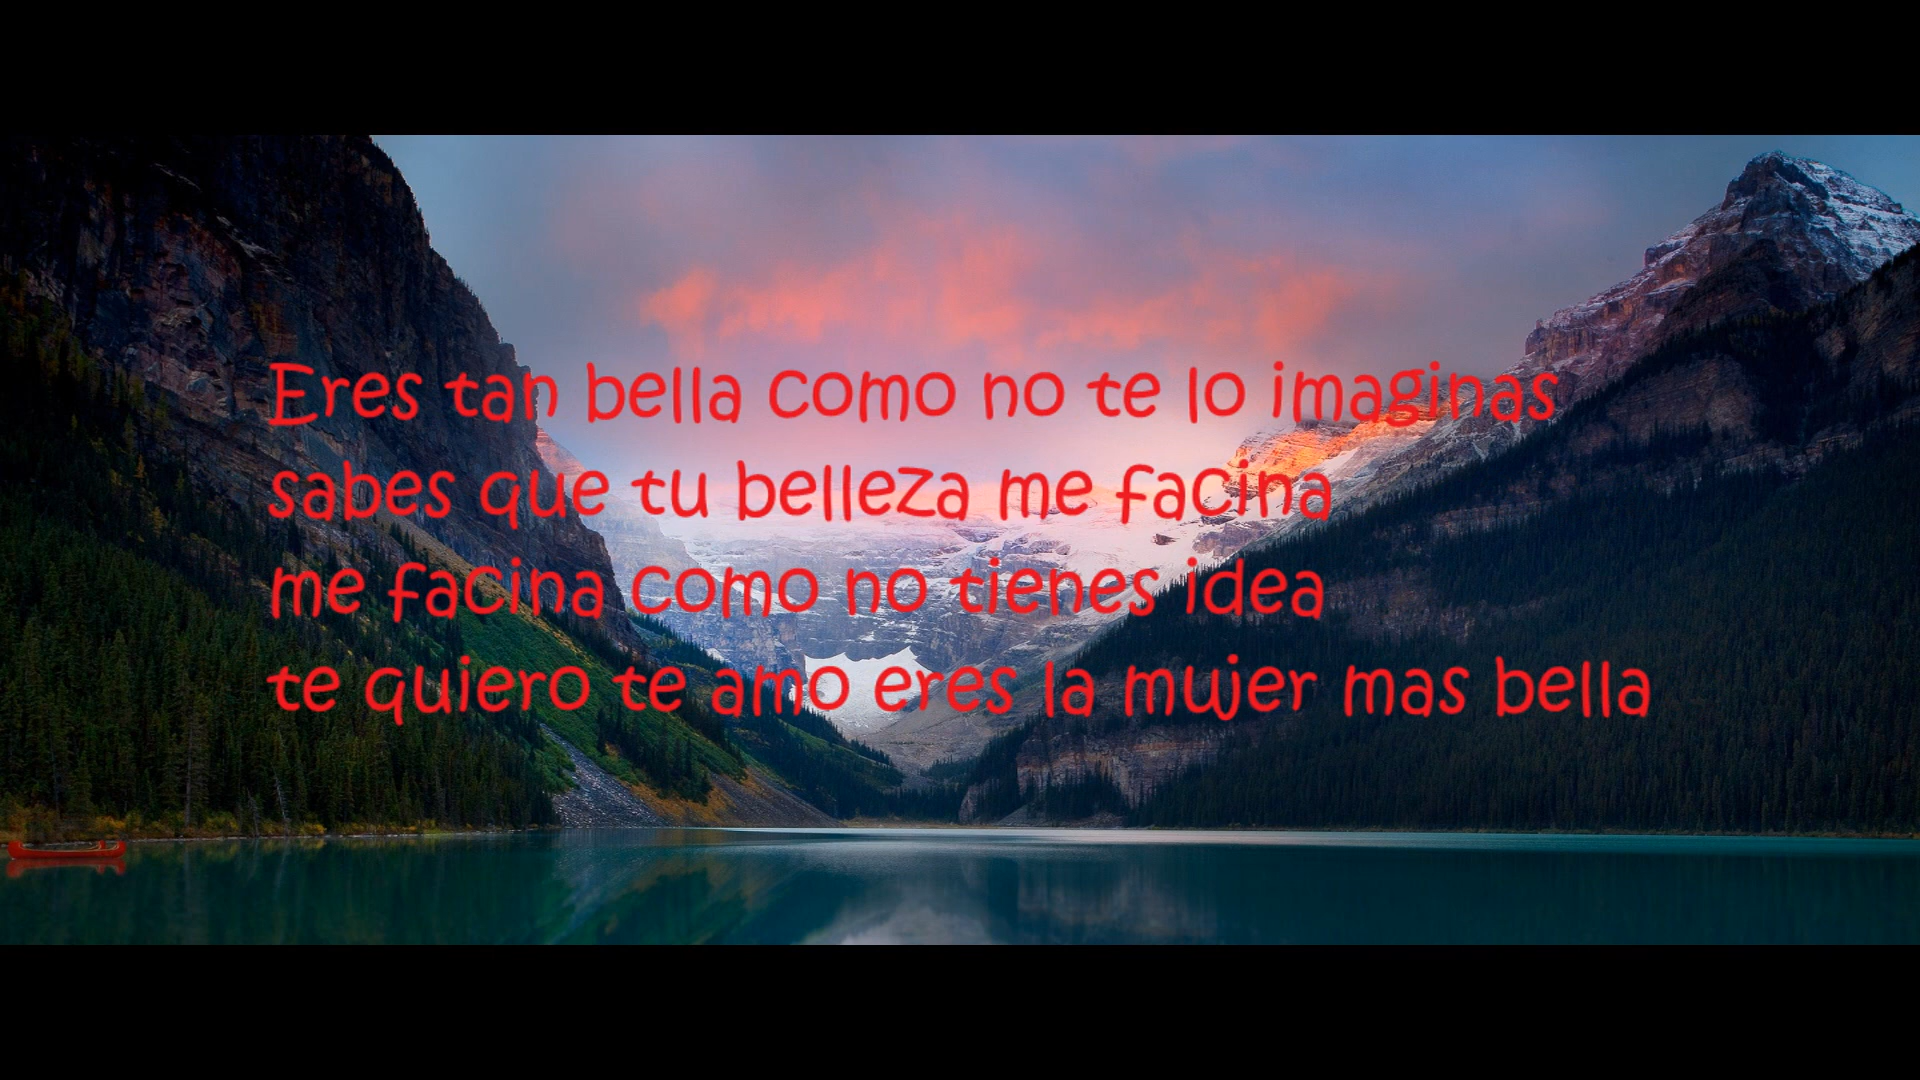 Eres tan bella como no te lo imaginas
sabes que tu belleza me facina
me facina como no tienes idea
te quiero te amo eres la mujer mas bella